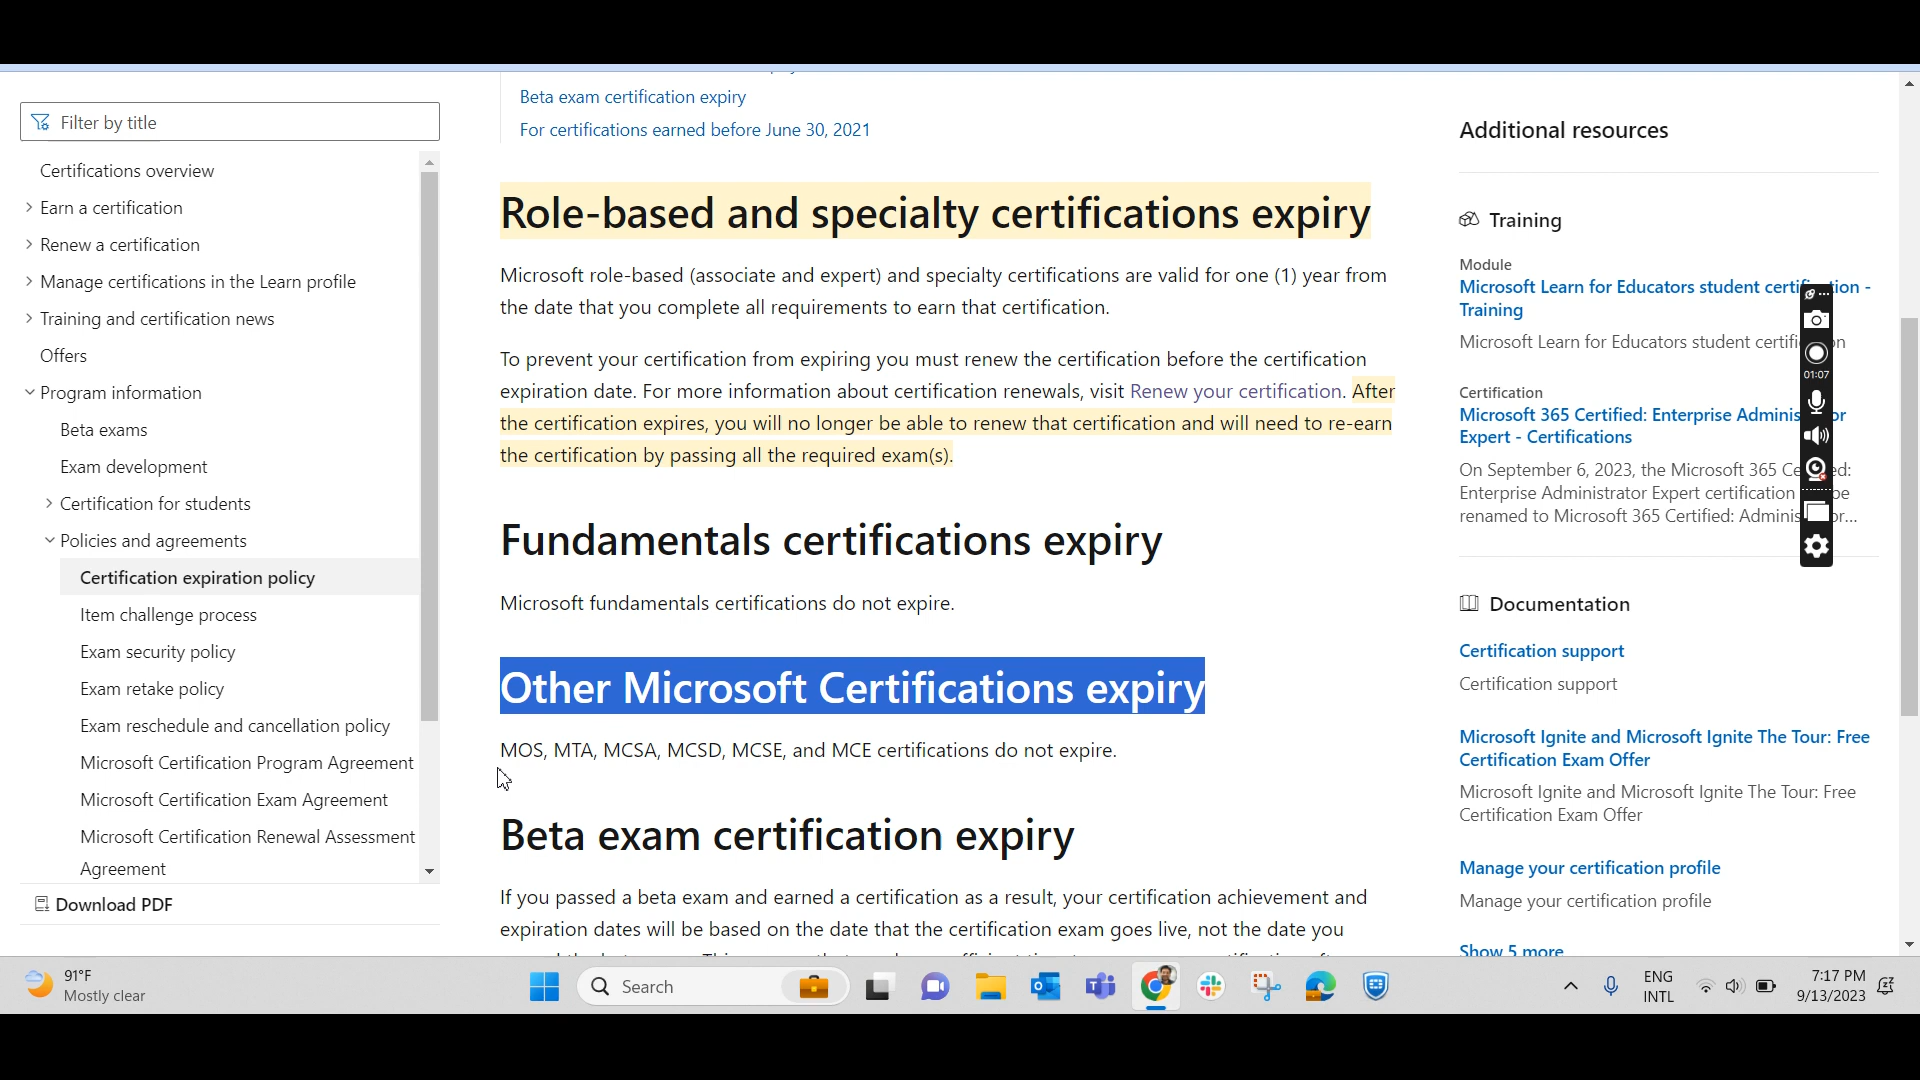 Beta exam certification expiry
For certifications earned before June 30, 2021
Filter by title
Certifications overview
Earn a certification
Renew a certification
Manage certifications in the Learn profile
Training and certification news
Offers
Program information
Beta exams
Exam development
Certification for students
Policies and agreements
Certification expiration policy
Item challenge process
Exam security policy
Exam retake policy
Exam reschedule and cancellation policy
Microsoft Certification Program Agreement
Microsoft Certification Exam Agreement
Microsoft Certification Renewal Assessment
Agreement
Download PDF
Role-based and specialty certifications expiry
Microsoft role-based (associate and expert) and specialty certifications are valid for one (1) year from
the date that you complete all requirements to earn that certification.
To prevent your certification from expiring you must renew the certification before the certification
expiration date. For more information about certification renewals, visit Renew your certification. After
the certification expires, you will no longer be able to renew that certification and will need to re-earn
the certification by passing all the required exam(s).
Fundamentals certifications expiry
Microsoft fundamentals certifications do not expire.
Other Microsoft Certifications expiry
MOS, MTA, MCSA, MCSD, MCSE, and MCE certifications do not expire.
Beta exam certification expiry
If you passed a beta exam and earned a certification as a result, your certification achievement and
expiration dates will be based on the date that the certification exam goes live, not the date you
Additional resources
Training
Module
Microsoft Learn for Educators student -
Training
Microsoft Learn for Educators student
Certification
Microsoft 365 Certified: Enterprise
Expert - Certifications
On September 6, 2023, the Microsoft 365
Enterprise Administrator Expert certification
renamed to Microsoft 365 Certified:
01:07
Documentation
Certification support
Certification support
Microsoft Ignite and Microsoft Ignite The Tour: Free
Certification Exam Offer
Microsoft Ignite and Microsoft Ignite The Tour: Free
Certification Exam Offer
Manage your certification profile
Manage your certification profile
Show 5 more
91°F
Mostly clear
Search
ENG
INTL
7:17 PM
9/13/2023